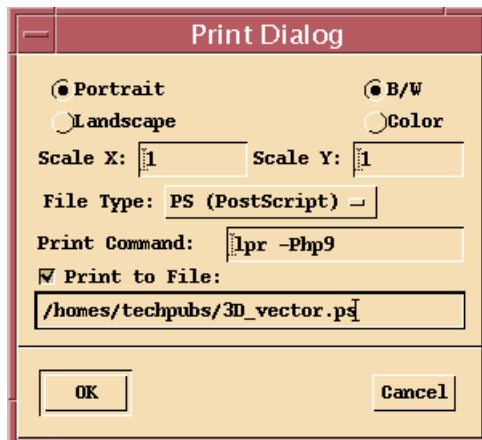 Print Dialog
Portrait B/W
Landscape Color
Scale X: 1 Scale Y: 1
File Type: PS (PostScript)
Print Command: lpr -Php9
Print to File:
/homes/techpubs/3D_vector.ps
OK Cancel